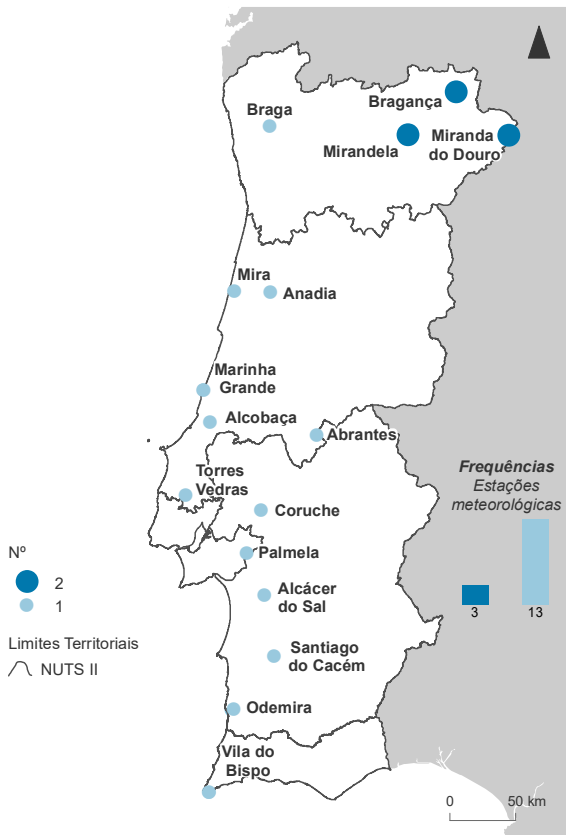 Bragança
Braga
Mirandela
Miranda
do Douro
Mira
Anadia
Marinha
Grande
Alcobaça
Abrantes
Torres
Vedras
Coruche
Palmela
Alcácer
do Sal
Santiago
do Cacém
Odemira
Vila do
Bispo
Frequências
Estações
meteorológicas
3
13
Nº
2
1
Limites Territoriais
NUTS II
0
50 km